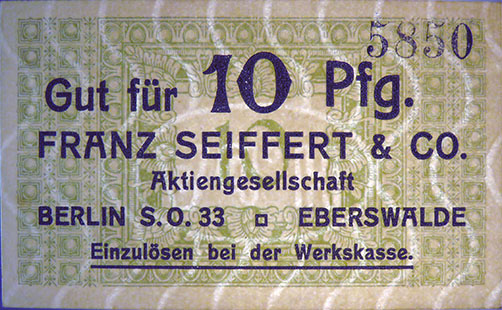 5850
Gut für 10 Pfg.
FRANZ SEIFFERT & CO.
Aktiengesellschaft
BERLIN S.O. 33 ◻ EBERSWALDE
Einzulösen bei der Werkskasse.